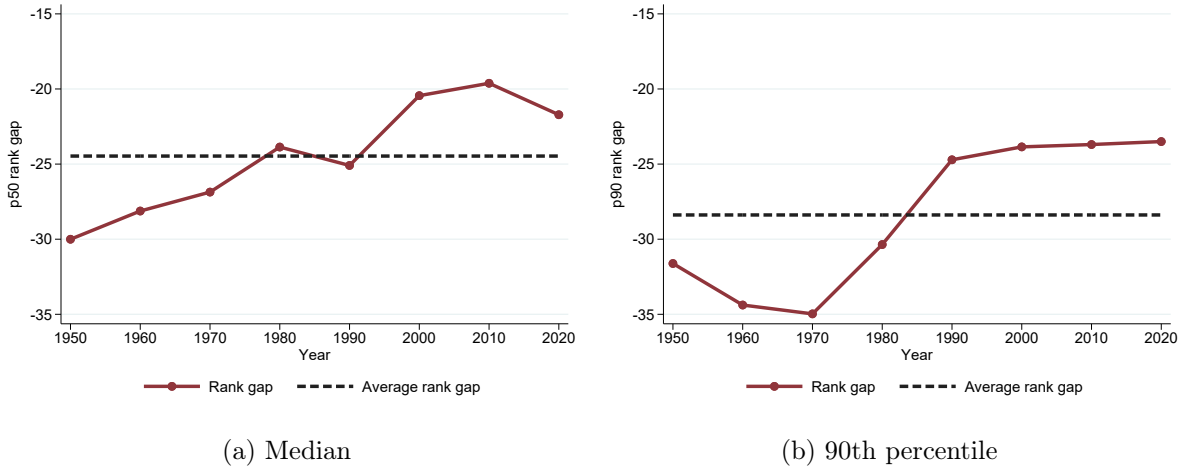 -15
-20
-25
-30
-35
p50 rank gap
1950 1960 1970 1980 1990 2000 2010 2020
Year
Rank gap Average rank gap
(a) Median
-15
-20
-25
-30
-35
p90 rank gap
1950 1960 1970 1980 1990 2000 2010 2020
Year
Rank gap Average rank gap
(b) 90th percentile